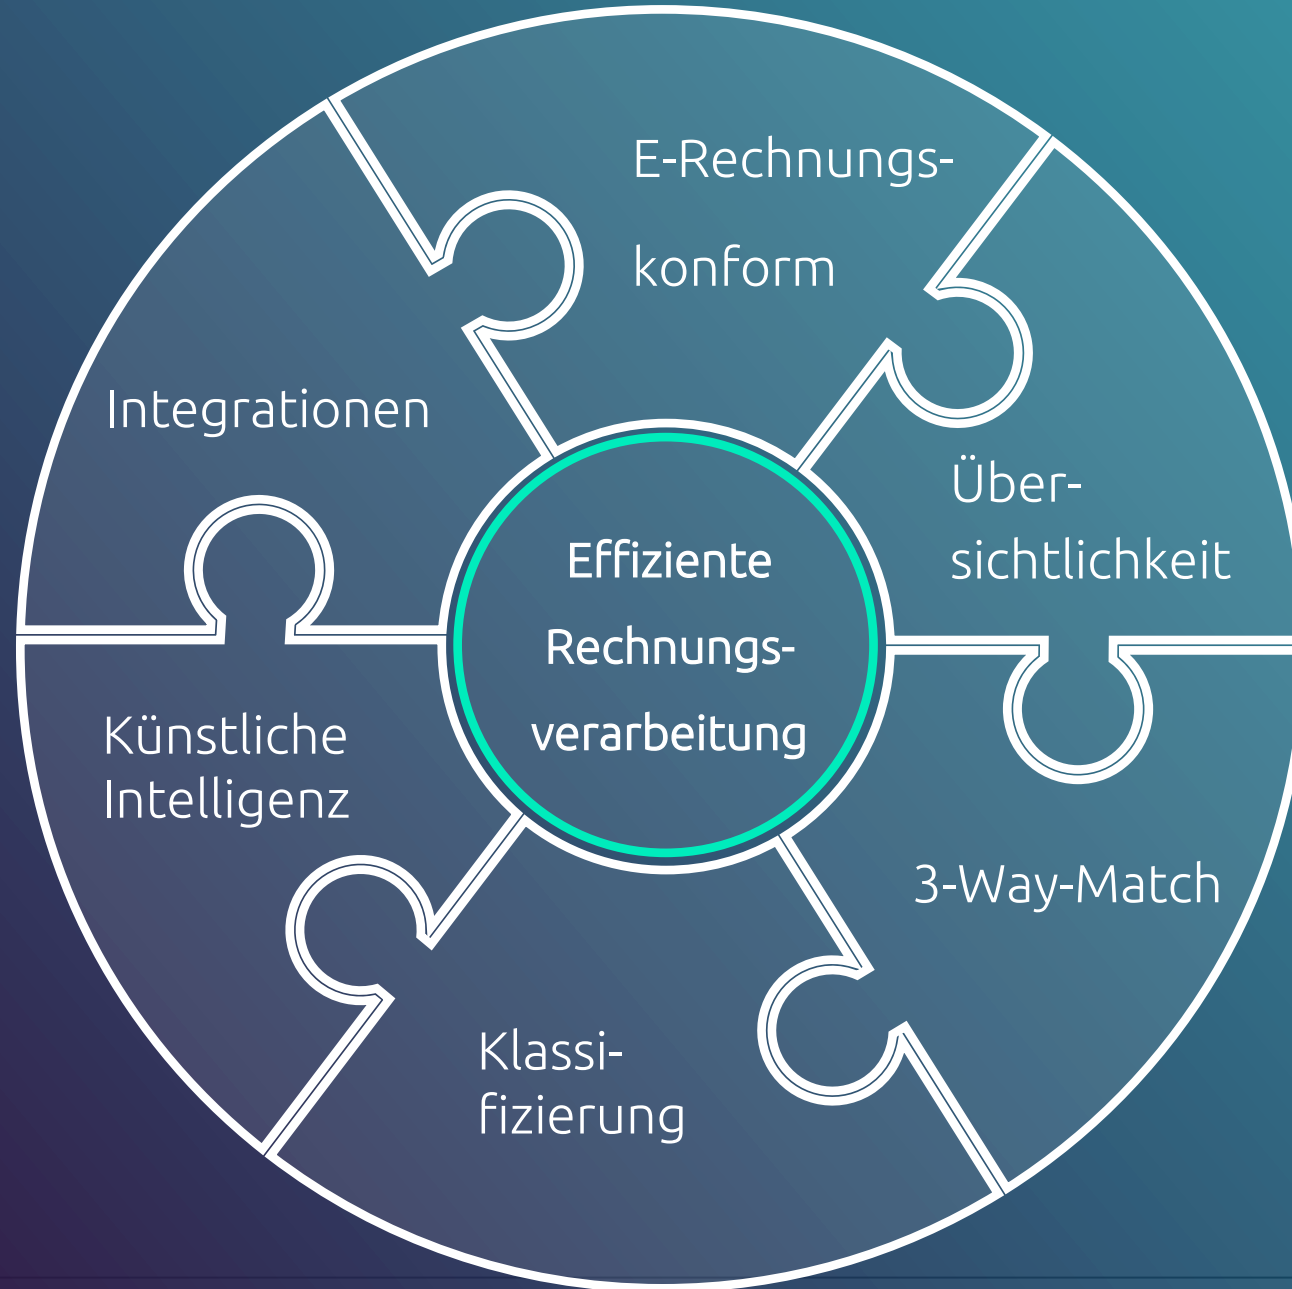 E-Rechnungs-
konform
Integrationen
Über-
sichtlichkeit
Effiziente
Rechnungs-
verarbeitung
Künstliche
Intelligenz
3-Way-Match
Klassi-
fizierung